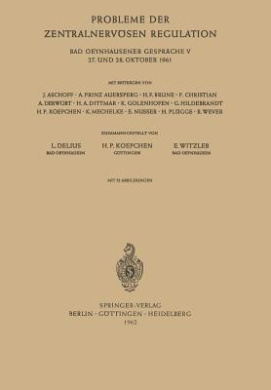 PROBLEME DER
ZENTRALNERVÖSEN REGULATION
BAD OEYNHAUSENER GESPRÄCHE V
27. UND 28. OKTOBER 1961
MIT BEITRÄGEN VON
J. ASCHOFF · A. PRINZ AUERSPERG · H. F. BRUNE · P. CHRISTIAN
A. DERWORT · H. A. DITTMAR · K. GOLENHOFEN · G. HILDEBRANDT
H. P. KOEPCHEN · K. MECHELKE · E. NUSSER · H. PLIEGGE · R. WEVER
ZUSAMMENGESTELLT VON
L. DELIUS H. P. KOEPCHEN E. WITZLEB
BAD OEYNHAUSEN GÖTTINGEN BAD OEYNHAUSEN
MIT 93 ABBILDUNGEN
SPRINGER-VERLAG
BERLIN · GÖTTINGEN · HEIDELBERG
1962